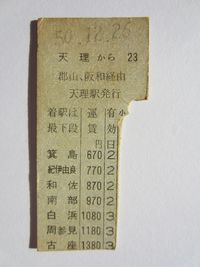 50.12.26
天理から 23
郡山、阪和経由
天理駅発行
着駅は 運 有 小
最下段 賃 効
円 日
箕島 670 2
紀伊由良 770 2
和佐 870 2
南部 970 2
白浜 1080 3
周参見 1180 3
古座 1380 3